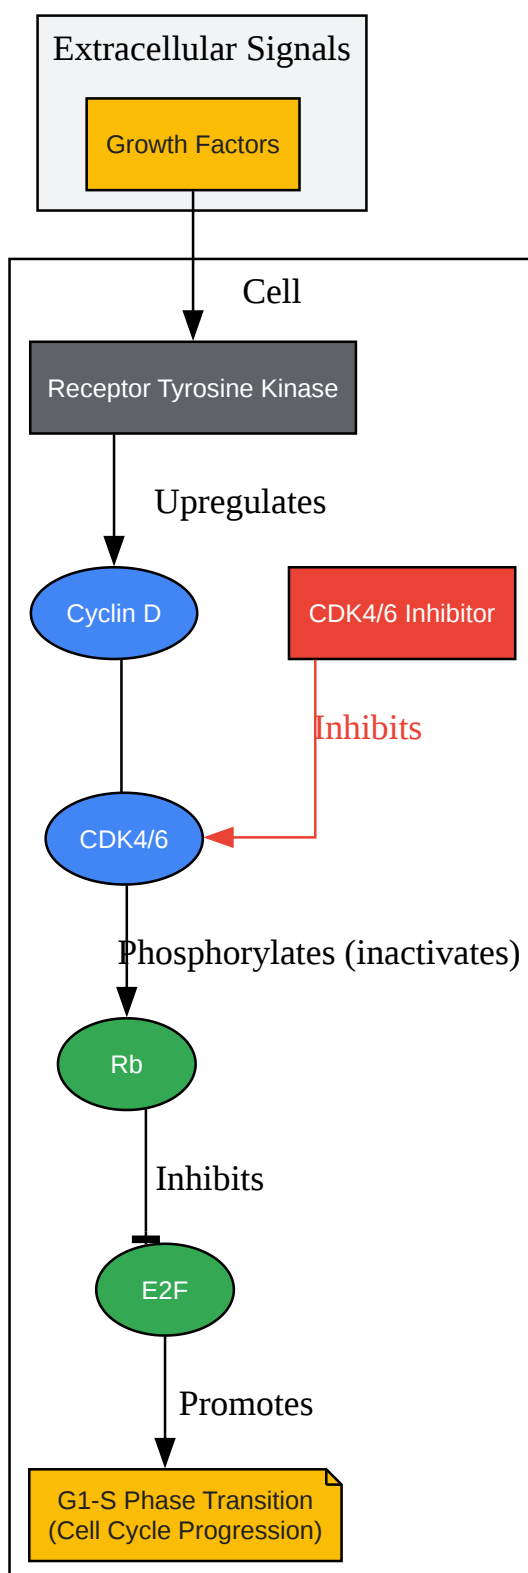 Extracellular Signals
Growth Factors
Cell
Receptor Tyrosine Kinase
Upregulates
Cyclin D
CDK4/6 Inhibitor
Inhibits
CDK4/6
Phosphorylates (inactivates)
Rb
Inhibits
E2F
Promotes
G1-S Phase Transition
(Cell Cycle Progression)